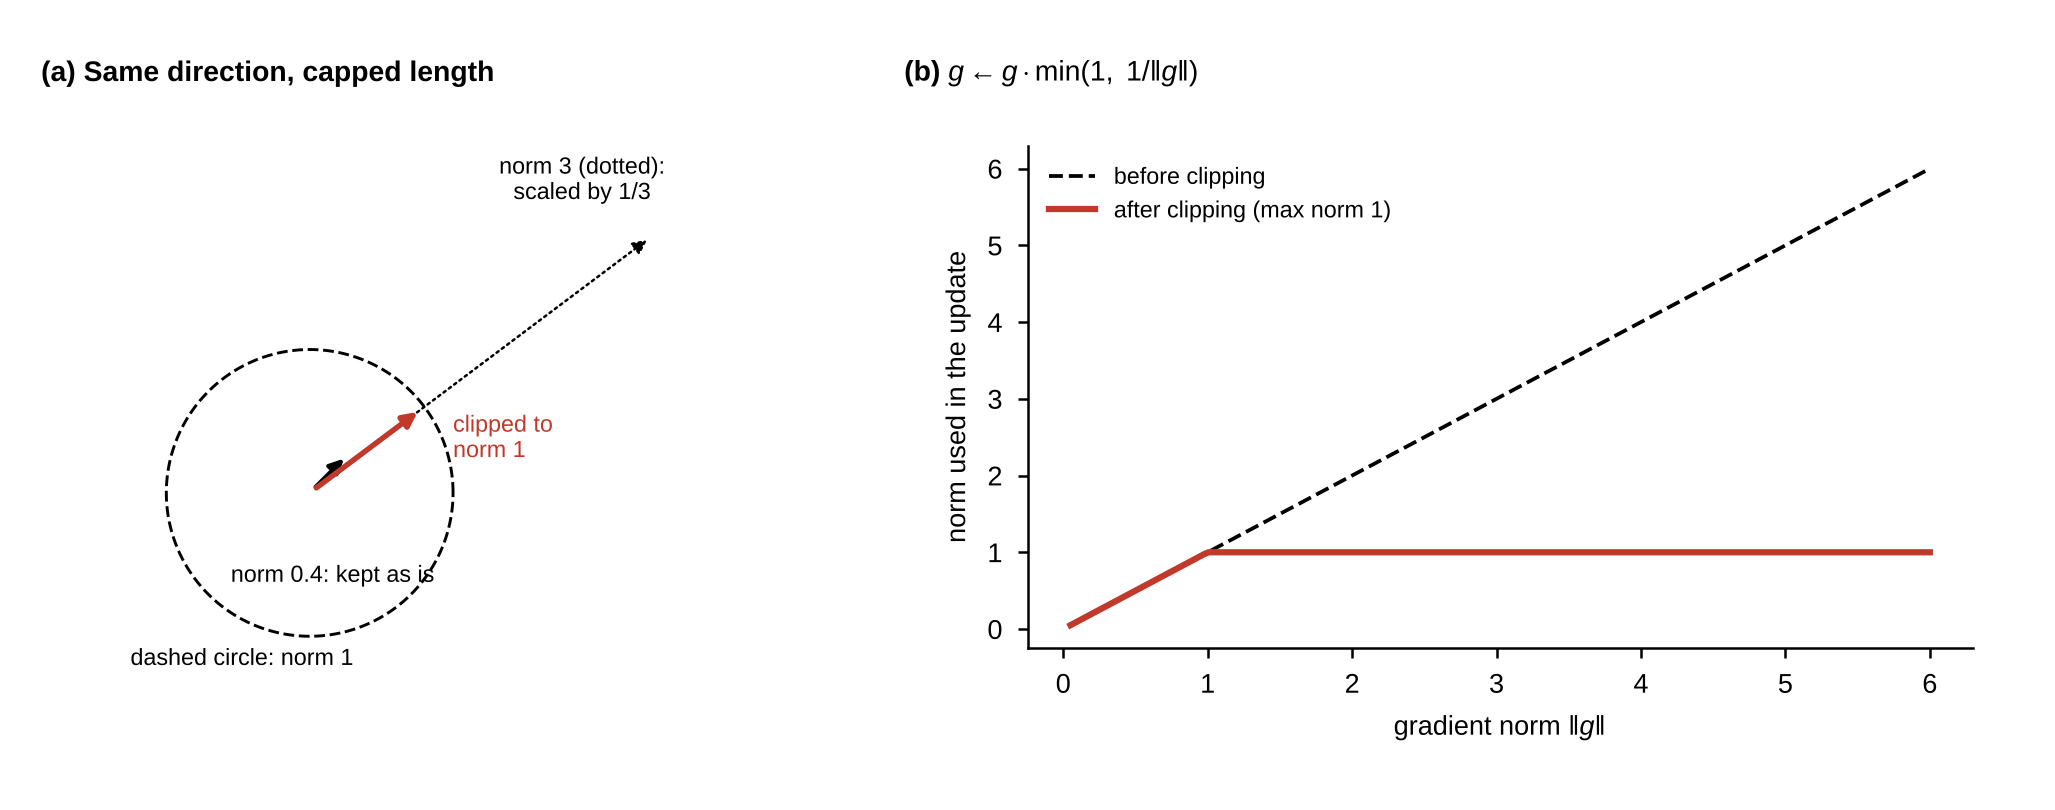 (a) Same direction, capped length
norm 3 (dotted):
scaled by 1/3
clipped to
norm 1
norm 0.4: kept as is
dashed circle: norm 1
(b) g ← g · min(1, 1/‖g‖)
before clipping
after clipping (max norm 1)
norm used in the update
6
5
4
3
2
1
0
0 1 2 3 4 5 6
gradient norm ‖g‖